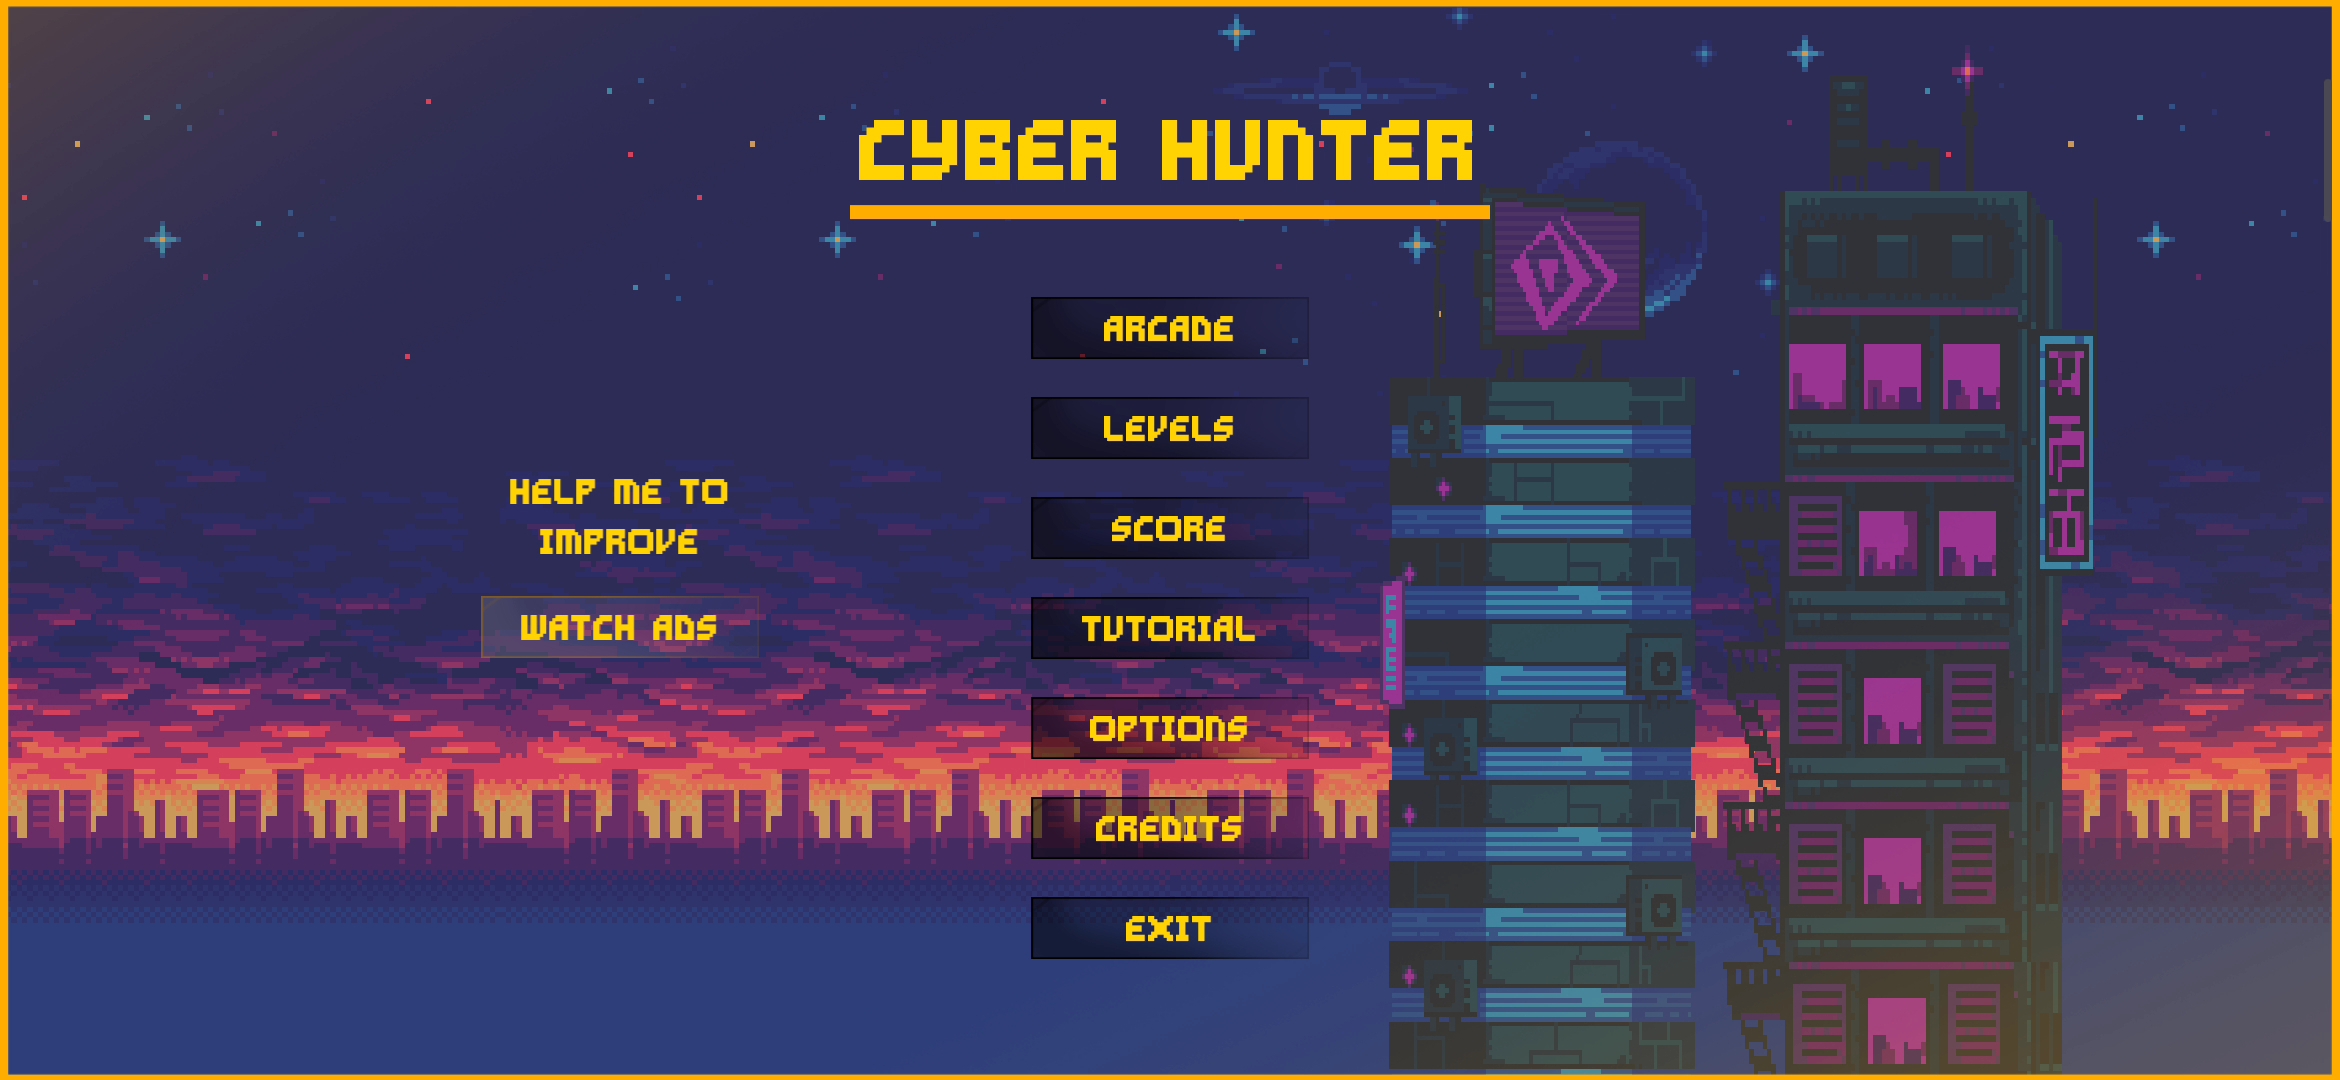 CYBER HUNTER
ARCADE
LEVELS
SCORE
TUTORIAL
OPTIONS
CREDITS
EXIT
HELP ME TO
IMPROVE
WATCH ADS